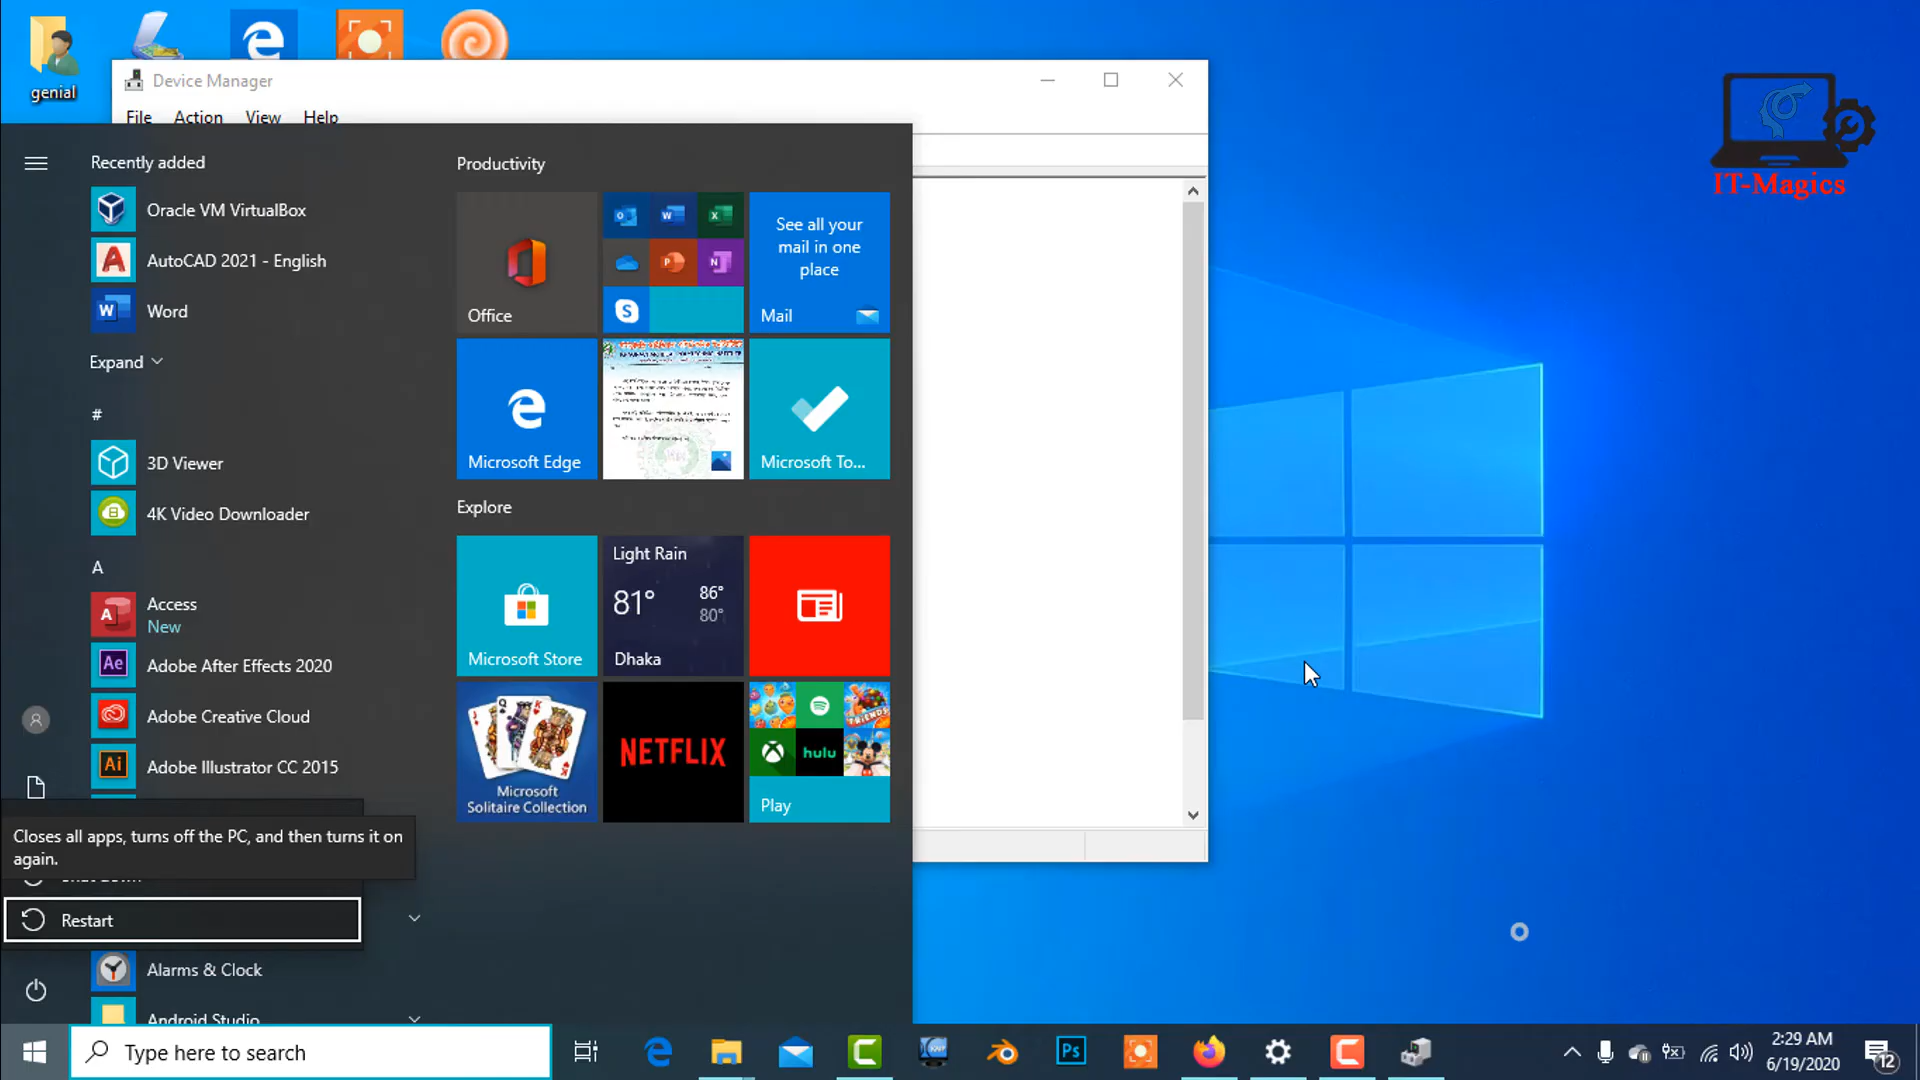 genial
Device Manager
File Action View Help
IT-Magics
Recently added
Oracle VM VirtualBox
AutoCAD 2021 - English
Word
Expand
#
3D Viewer
4K Video Downloader
A
Access
New
Adobe After Effects 2020
Adobe Creative Cloud
Adobe Illustrator CC 2015
Closes all apps, turns off the PC, and then turns it on
again.
Restart
Alarms & Clock
Android Studio
Productivity
Office
See all your
mail in one
place
Mail
Microsoft Edge
Microsoft To...
Explore
Microsoft Store
Light Rain
81° 86°
80°
Dhaka
Microsoft
Solitaire Collection
NETFLIX
hulu
Play
Type here to search
Ps
2:29 AM
6/19/2020
12